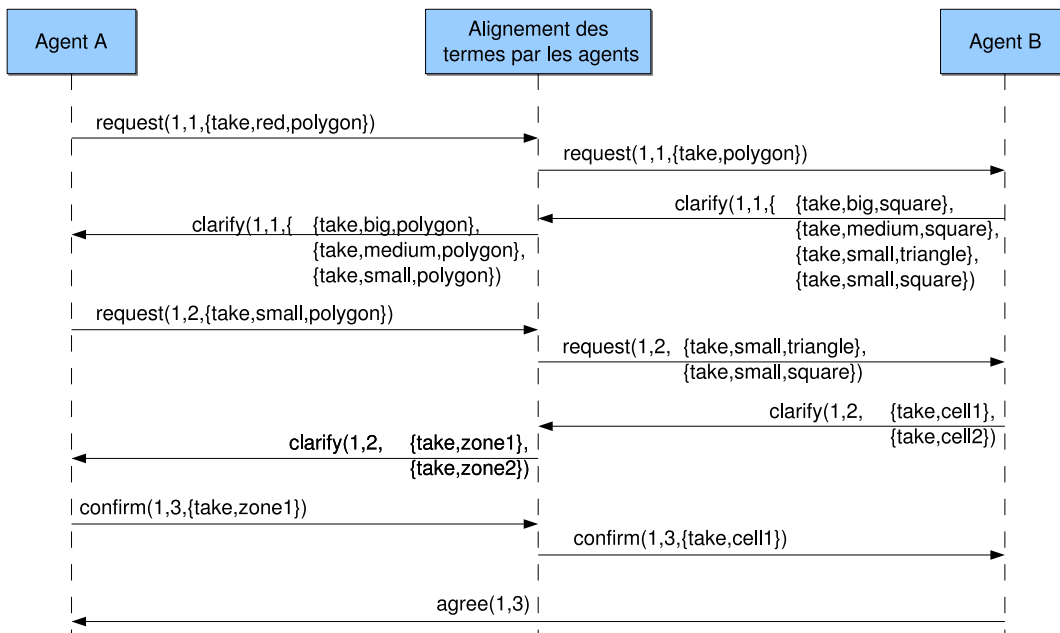 Agent A
Alignement des
termes par les agents
Agent B
request(1,1,{take,red,polygon})
request(1,1,{take,polygon})
clarify(1,1,{ {take,big,square},
{take,medium,square},
{take,small,triangle},
{take,small,square})
clarify(1,1,{ {take,big,polygon},
{take,medium,polygon},
{take,small,polygon})
request(1,2,{take,small,polygon})
request(1,2, {take,small,triangle},
{take,small,square})
clarify(1,2, {take,cell1},
{take,cell2})
clarify(1,2, {take,zone1},
{take,zone2})
confirm(1,3,{take,zone1})
confirm(1,3,{take,cell1})
agree(1,3)